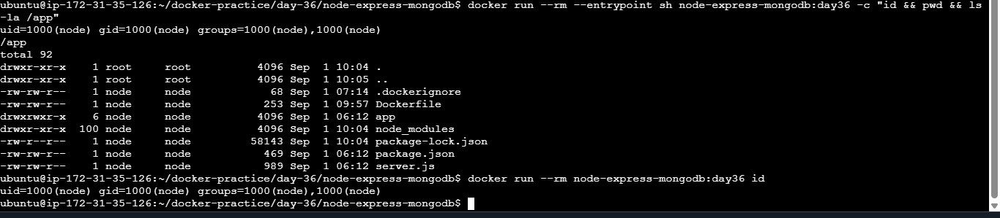 ubuntu@ip-172-31-35-126:~/docker-practice/day-36/node-express-mongodb$ docker run --rm --entrypoint sh node-express-mongodb:day36 -c "id && pwd && ls
-la /app"
uid=1000(node) gid=1000(node) groups=1000(node),1000(node)
/app
total 92
drwxr-xr-x    1 root     root          4096 Sep  1 10:04 .
drwxr-xr-x    1 root     root          4096 Sep  1 10:05 ..
-rw-rw-r--    1 node     node            68 Sep  1 07:14 .dockerignore
-rw-rw-r--    1 node     node           253 Sep  1 09:57 Dockerfile
drwxrwxr-x    6 node     node          4096 Sep  1 06:12 app
drwxr-xr-x  100 node     node          4096 Sep  1 10:04 node_modules
-rw-r--r--    1 node     node         58143 Sep  1 10:04 package-lock.json
-rw-rw-r--    1 node     node           469 Sep  1 06:12 package.json
-rw-rw-r--    1 node     node           989 Sep  1 06:12 server.js
ubuntu@ip-172-31-35-126:~/docker-practice/day-36/node-express-mongodb$ docker run --rm node-express-mongodb:day36 id
uid=1000(node) gid=1000(node) groups=1000(node),1000(node)
ubuntu@ip-172-31-35-126:~/docker-practice/day-36/node-express-mongodb$